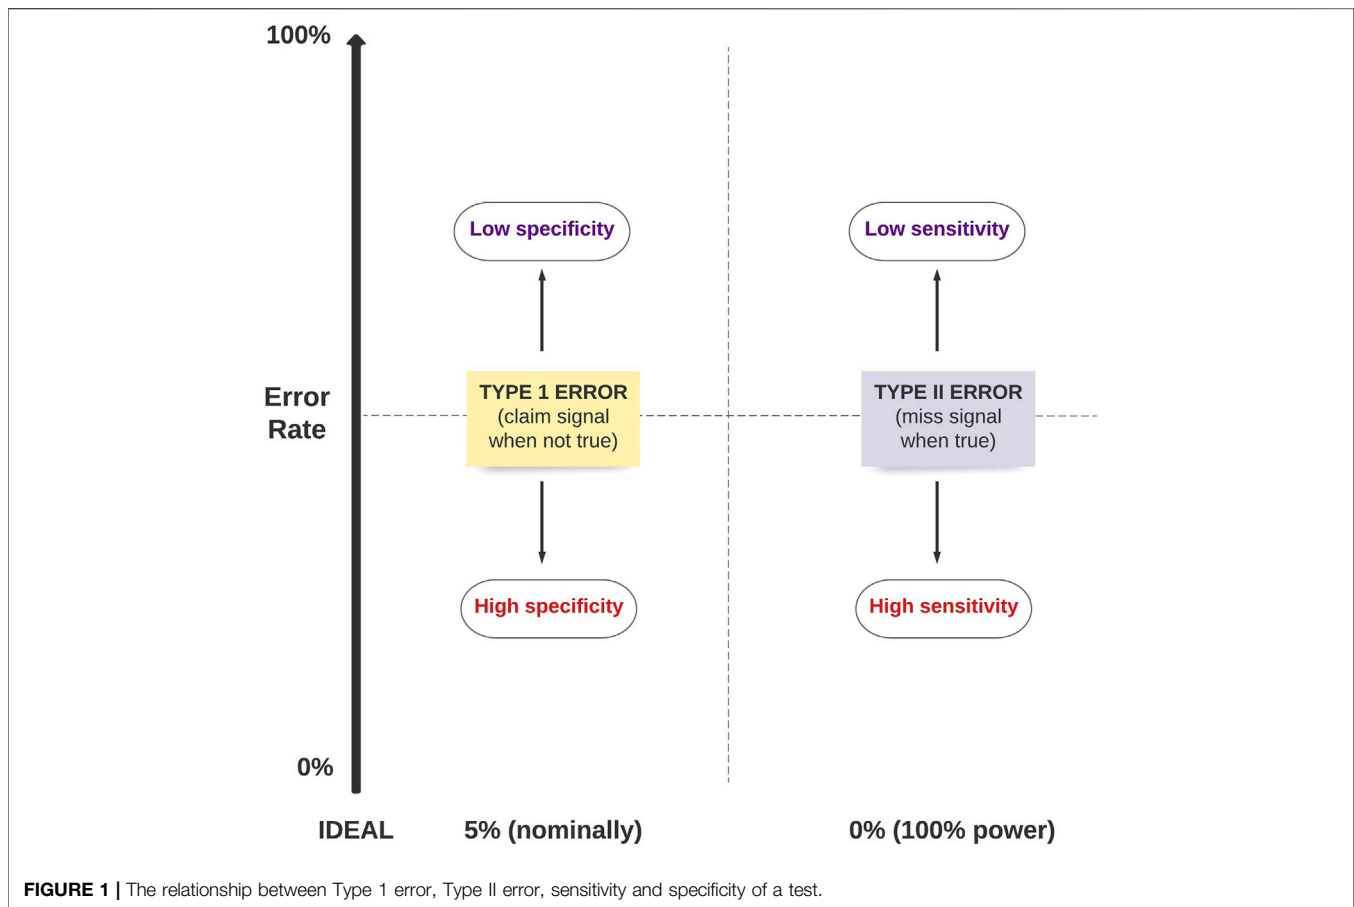 100%
Low specificity
Low sensitivity
Error
Rate
TYPE 1 ERROR
(claim signal
when not true)
TYPE II ERROR
(miss signal
when true)
High specificity
High sensitivity
0%
IDEAL
5% (nominally)
0% (100% power)
FIGURE 1 | The relationship between Type 1 error, Type II error, sensitivity and specificity of a test.